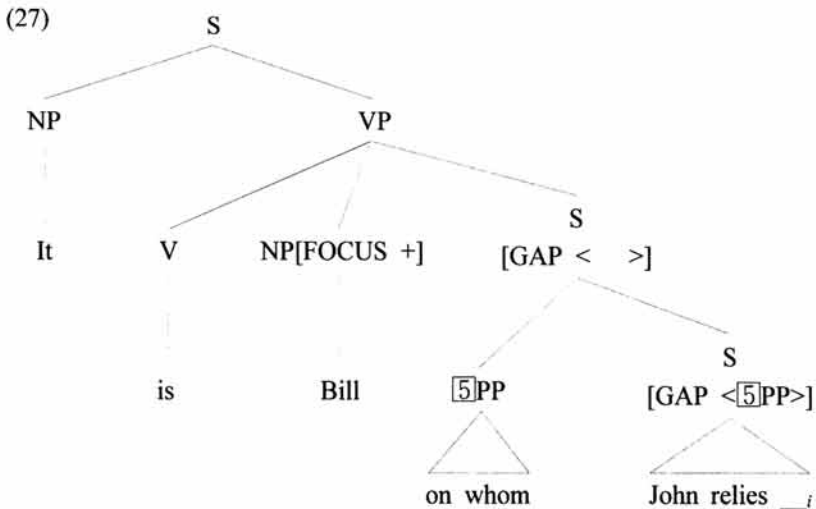 (27) S
NP VP
S
It V NP[FOCUS +] [GAP < >]
S
is Bill 5PP [GAP <5PP>]
on whom John relies __i